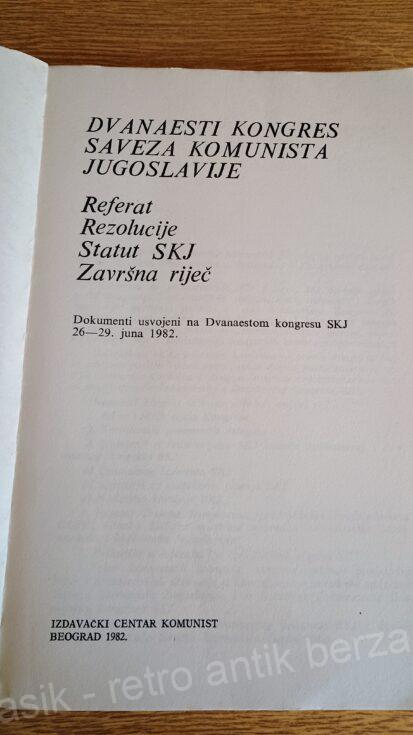 DVANAESTI KONGRES
SAVEZA KOMUNISTA
JUGOSLAVIJE
Referat
Rezolucije
Statut SKJ
Završna riječ
Dokumenti usvojeni na Dvanaestom kongresu SKJ
26—29. juna 1982.
IZDAVAČKI CENTAR KOMUNIST
BEOGRAD 1982.
asik - retro antik berza